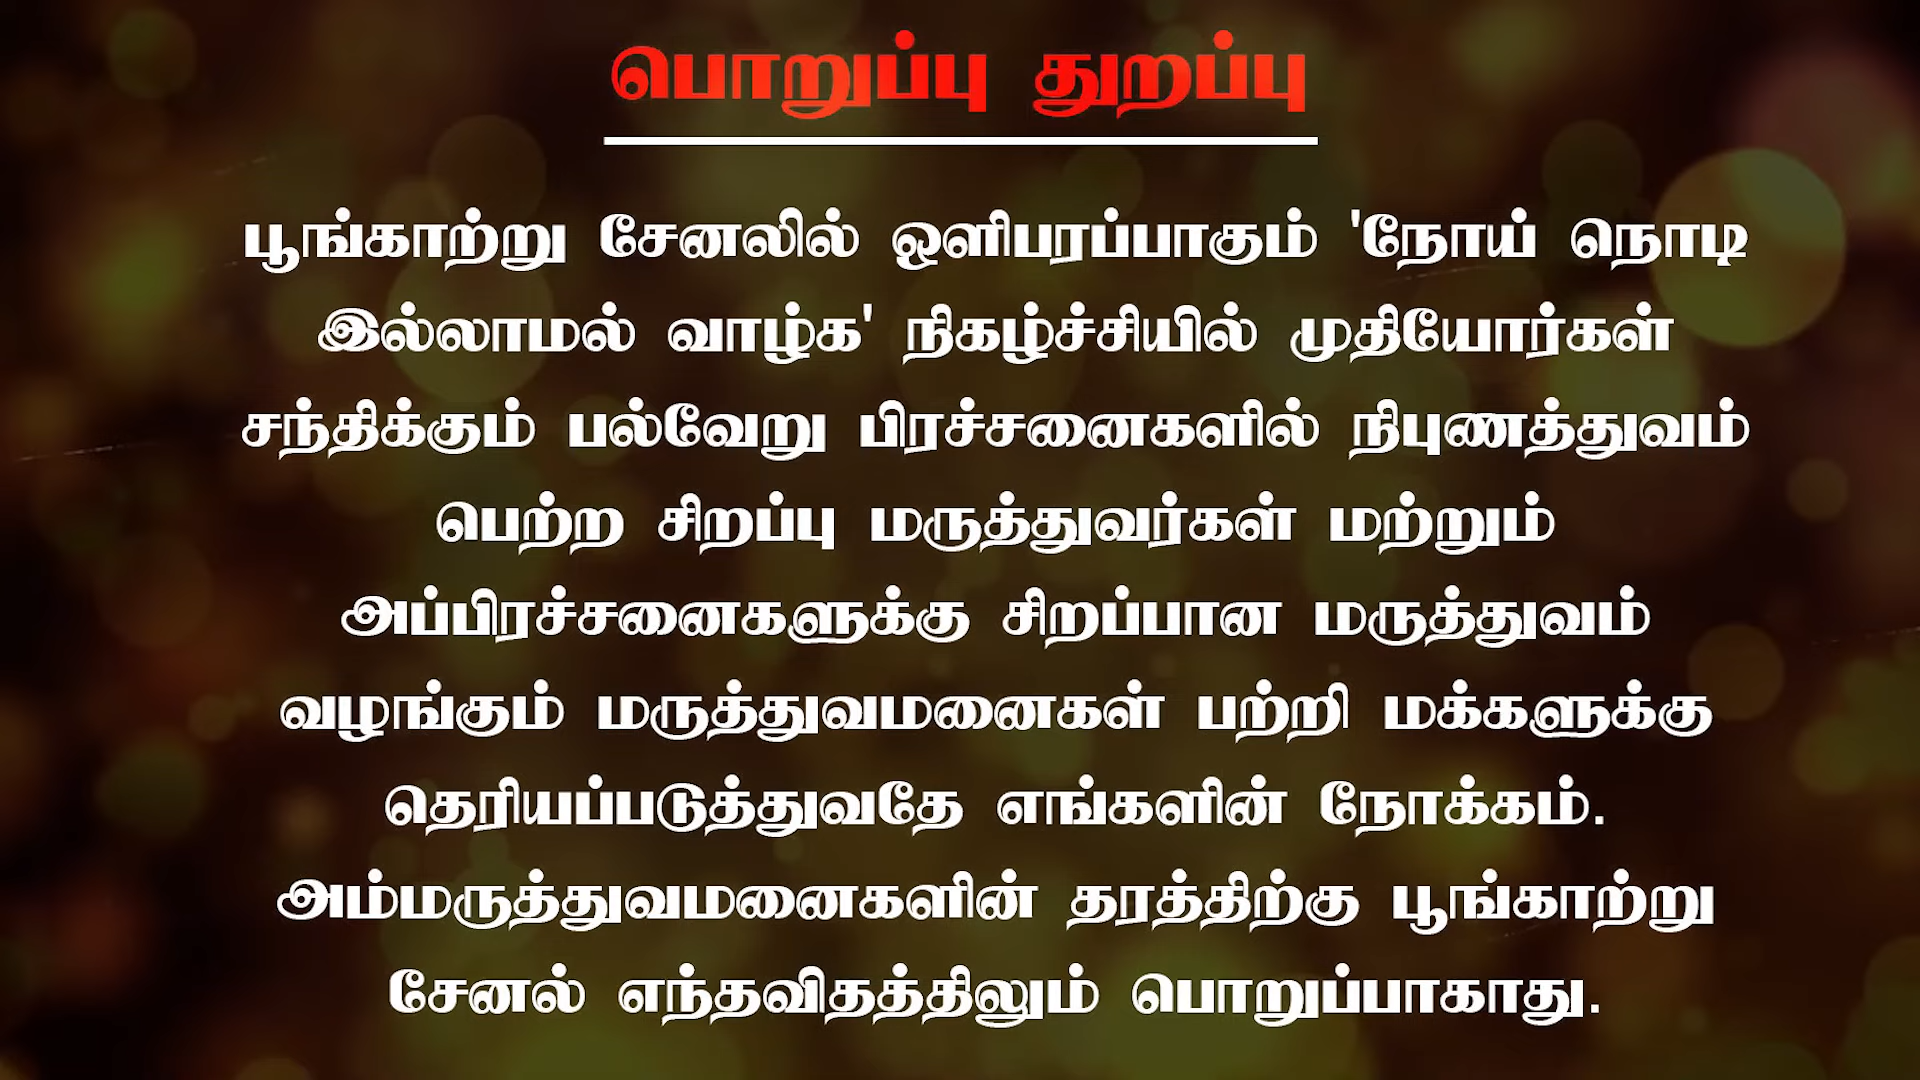 பொறுப்பு துறப்பு
பூங்காற்று சேனலில் ஒளிபரப்பாகும் 'நோய் நொடி
இல்லாமல் வாழ்க' நிகழ்ச்சியில் முதியோர்கள்
சந்திக்கும் பல்வேறு பிரச்சனைகளில் நிபுணத்துவம்
பெற்ற சிறப்பு மருத்துவர்கள் மற்றும்
அப்பிரச்சனைகளுக்கு சிறப்பான மருத்துவம்
வழங்கும் மருத்துவமனைகள் பற்றி மக்களுக்கு
தெரியப்படுத்துவதே எங்களின் நோக்கம்.
அம்மருத்துவமனைகளின் தரத்திற்கு பூங்காற்று
சேனல் எந்தவிதத்திலும் பொறுப்பாகாது.